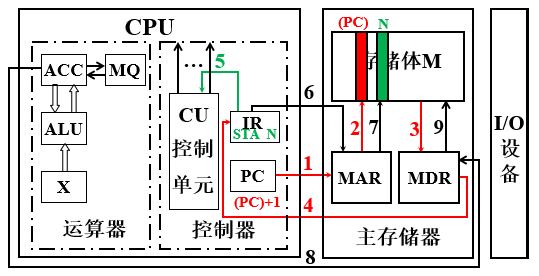 CPU
(PC) N
存储体M
ACC
MQ
…
5
6
CU
控制
单元
IR
STA N
2
7
3
9
ALU
I/O
设备
X
PC
1
MAR
MDR
(PC)+1
4
运算器
控制器
主存储器
8